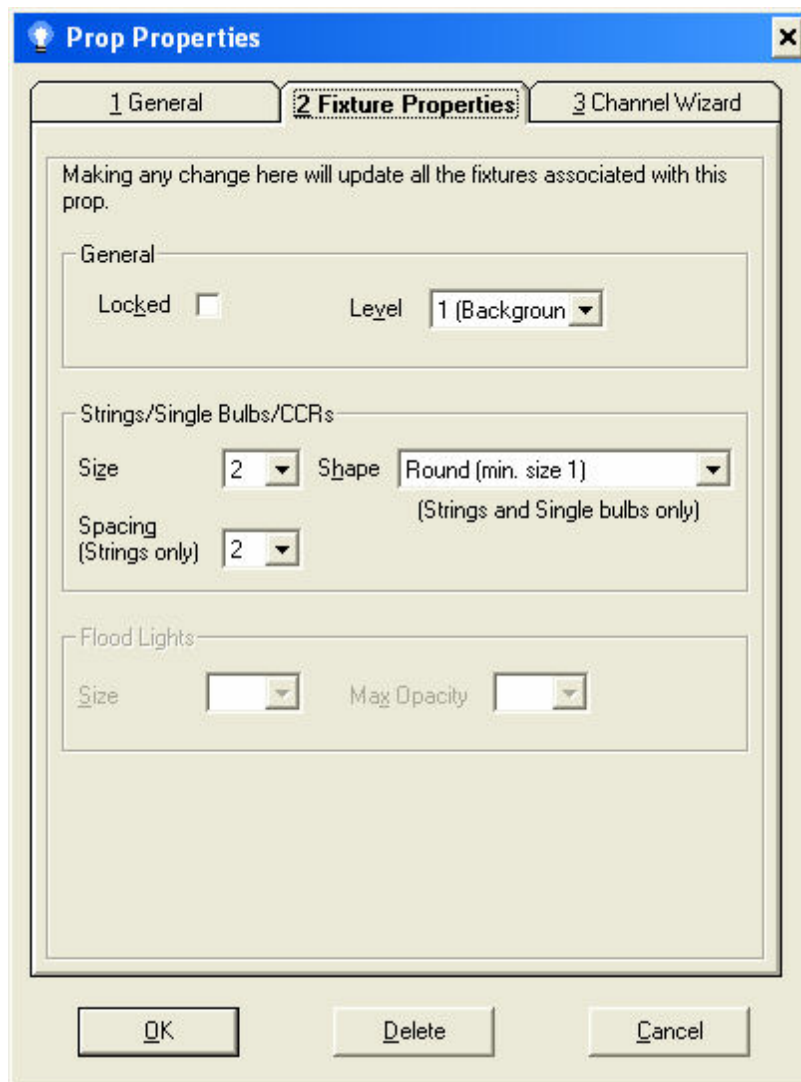 Prop Properties
1 General
2 Fixture Properties
3 Channel Wizard
Making any change here will update all the fixtures associated with this
prop.
General
Locked
Level
1 (Backgroun
Strings/Single Bulbs/CCRs
Size
2
Shape
Round (min. size 1)
(Strings and Single bulbs only)
Spacing
(Strings only)
2
Flood Lights
Size
Max Opacity
OK
Delete
Cancel